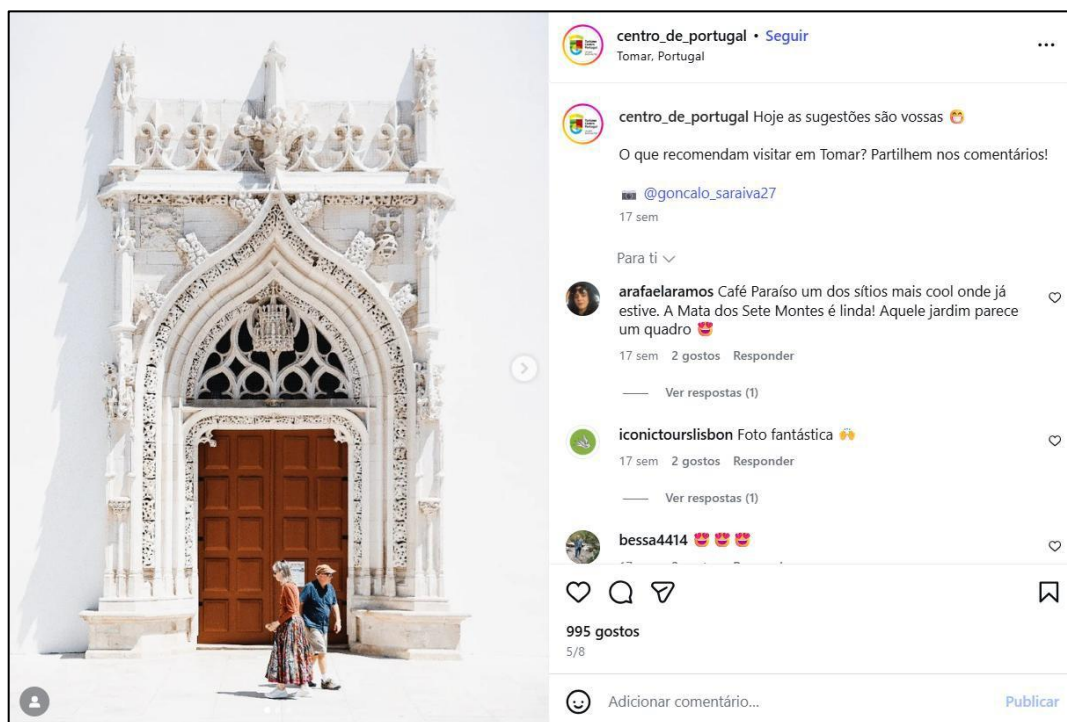 centro_de_portugal • Seguir
Tomar, Portugal
centro_de_portugal Hoje as sugestões são vossas 😁
O que recomendam visitar em Tomar? Partilhem nos comentários!
📷 @goncalo_saraiva27
17 sem
Para ti
arafaelaramos Café Paraíso um dos sítios mais cool onde já
estive. A Mata dos Sete Montes é linda! Aquele jardim parece
um quadro 😍
17 sem 2 gostos Responder
Ver respostas (1)
iconictourslisbon Foto fantástica 🙌
17 sem 2 gostos Responder
Ver respostas (1)
bessa4414 😍😍😍
995 gostos
5/8
Adicionar comentário... Publicar